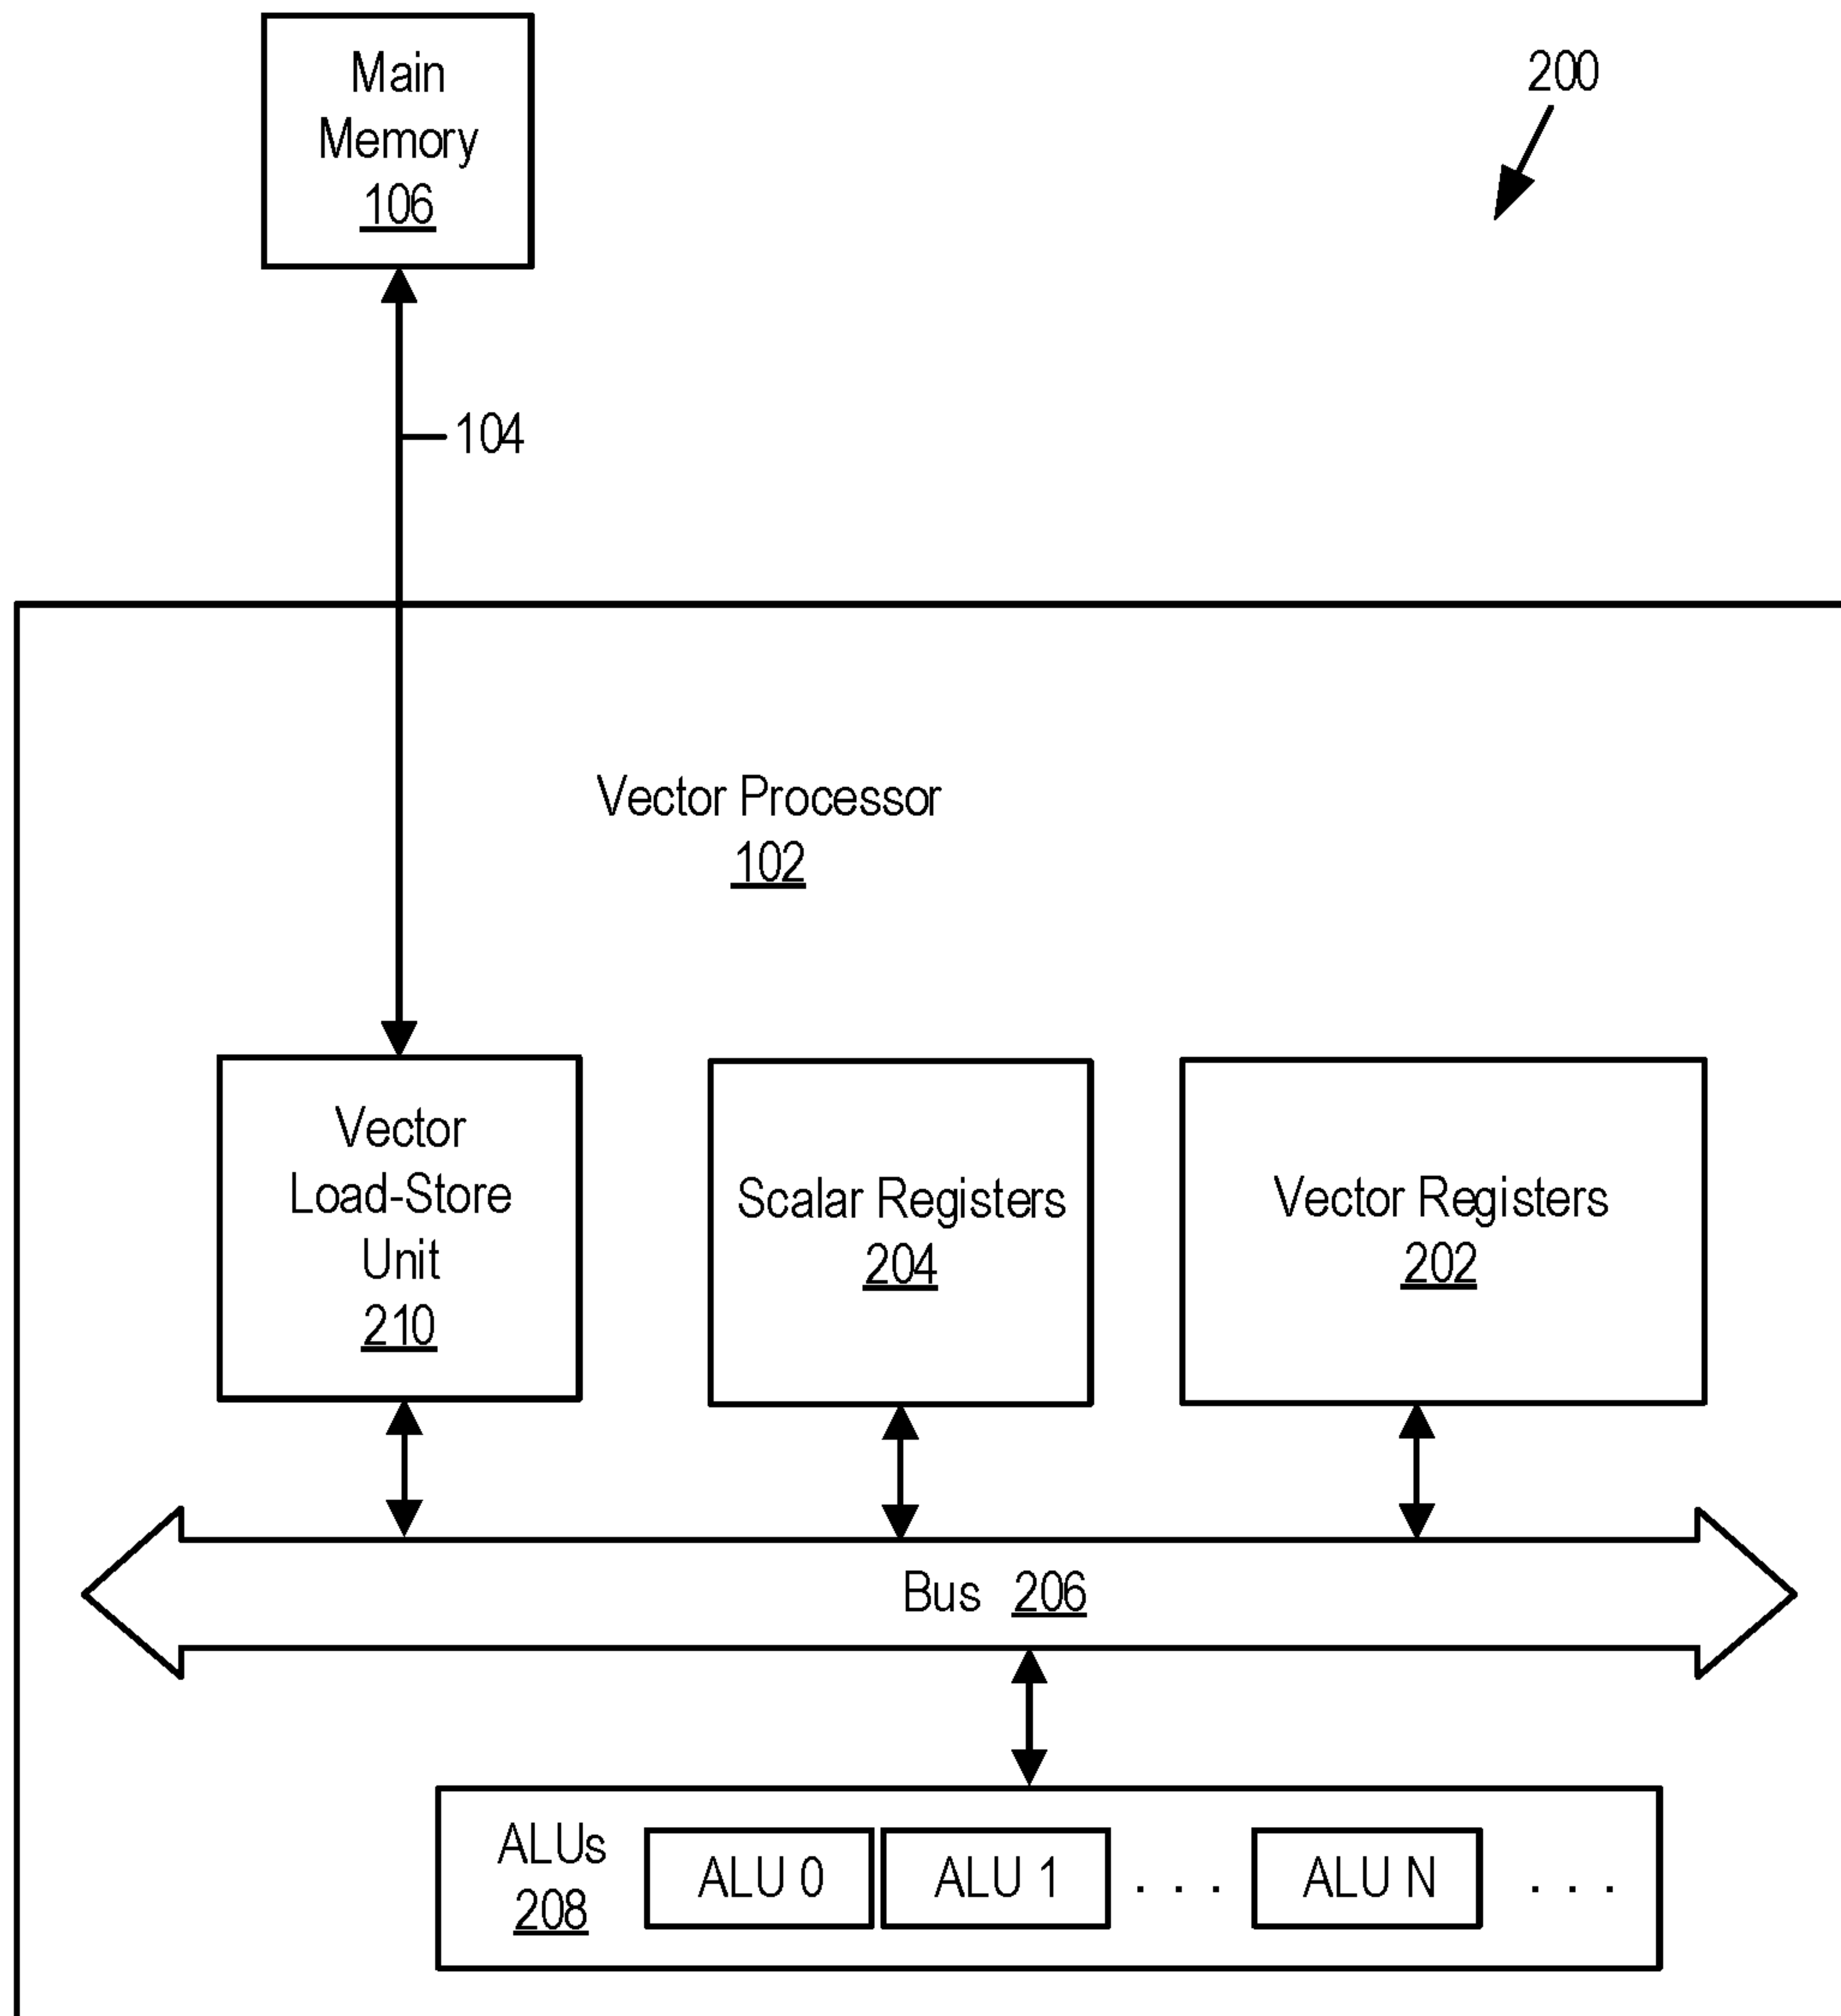 Main
Memory
106
200
104
Vector Processor
102
Vector
Load-Store
Unit
210
Scalar Registers
204
Vector Registers
202
Bus 206
ALUs
208
ALU 0
ALU 1
. . .
ALU N
. . .